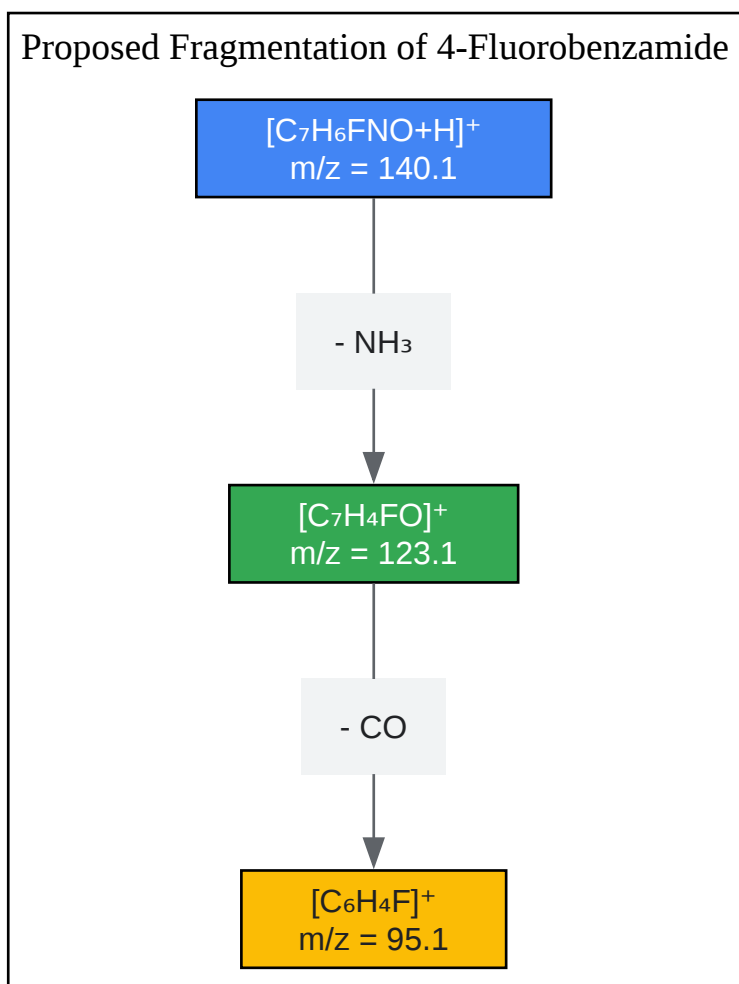 Proposed Fragmentation of 4-Fluorobenzamide
[C₇H₆FNO+H]⁺
m/z = 140.1
- NH₃
[C₇H₄FO]⁺
m/z = 123.1
- CO
[C₆H₄F]⁺
m/z = 95.1